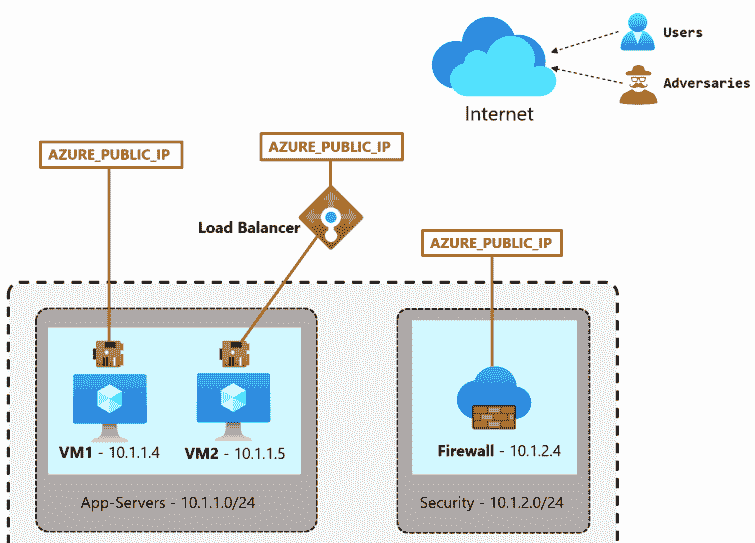 Users
Adversaries
Internet
AZURE_PUBLIC_IP
AZURE_PUBLIC_IP
Load Balancer
AZURE_PUBLIC_IP
VM1 - 10.1.1.4
VM2 - 10.1.1.5
Firewall - 10.1.2.4
App-Servers - 10.1.1.0/24
Security - 10.1.2.0/24